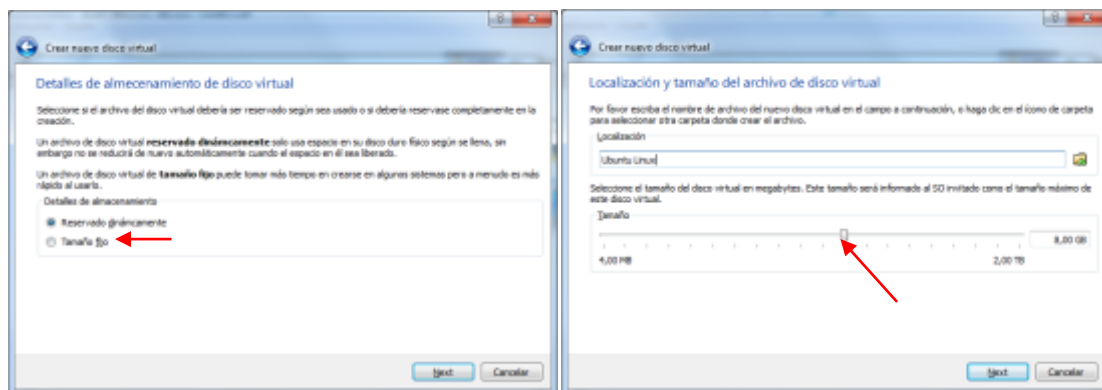 Crear nuevo disco virtual
Detalles de almecenamiento de disco virtual
Seleccione si el archivo del disco virtual debería ser reservado según sea usado o si debería reservase completamente en la
creación.
Un archivo de disco virtual reservado dinámicamente solo usa espacio en su disco duro físico según se llena, sin
embargo no se reducirá de nuevo automáticamente cuando el espacio en él sea liberado.
Un archivo de disco virtual de tamaño fijo puede tomar más tiempo en crearse en algunos sistemas pero a menudo es más
rápido al usarlo.
Detalles de almacenamiento
Reservado dinámicamente
Tamaño fijo
Next Cancelar
Crear nuevo disco virtual
Localización y tamaño del archivo de disco virtual
Por favor escriba el nombre de archivo del nuevo disco virtual en el campo a continuación, o haga clic en el ícono de carpeta
para seleccionar otra carpeta donde crear el archivo.
Localización
Ubuntu Linux
Seleccione el tamaño del disco virtual en megabytes. Este tamaño será informado al SO invitado como el tamaño máximo de
este disco virtual.
Tamaño
8,00 GB
4,00 MB 2,00 TB
Next Cancelar